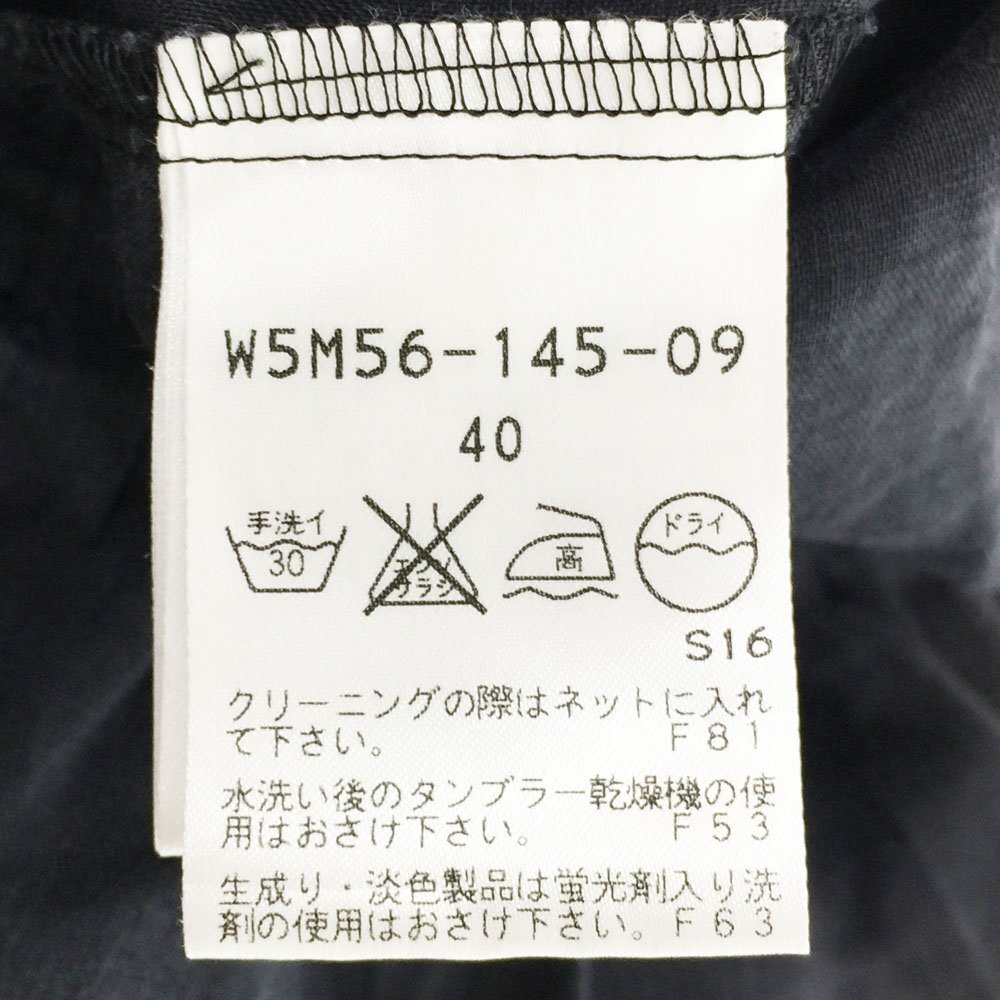 W5M56-145-09
40
手洗イ
30
エンソ
サラシ
高
ドライ
S16
クリーニングの際はネットに入れ
て下さい。 F81
水洗い後のタンブラー乾燥機の使
用はおさけ下さい。 F53
生成り・淡色製品は蛍光剤入り洗
剤の使用はおさけ下さい。F63